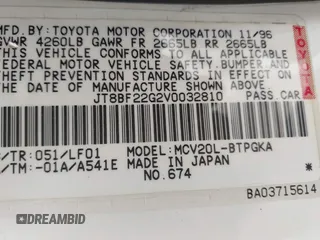 BY TOYOTA MOTOR CORPORATION 11/96
GVWR 4260LB GAWR FR 2665LB RR 2665LB
THIS VEHICLE CONFORMS TO ALL APPLICABLE
FEDERAL MOTOR VEHICLE SAFETY, BUMPER AND
THEFT PREVENTION STANDARDS IN EFFECT ON
THE DATE OF MANUFACTURE SHOWN ABOVE.
JT8BF22G2V0032810 PASS.CAR
TOYOTA
C/TR:051/LF01 MODEL:MCV20L-BTPGKA
/TM:-01A/A541E MADE IN JAPAN
NO.674
BA03715614
DRIVEDATA